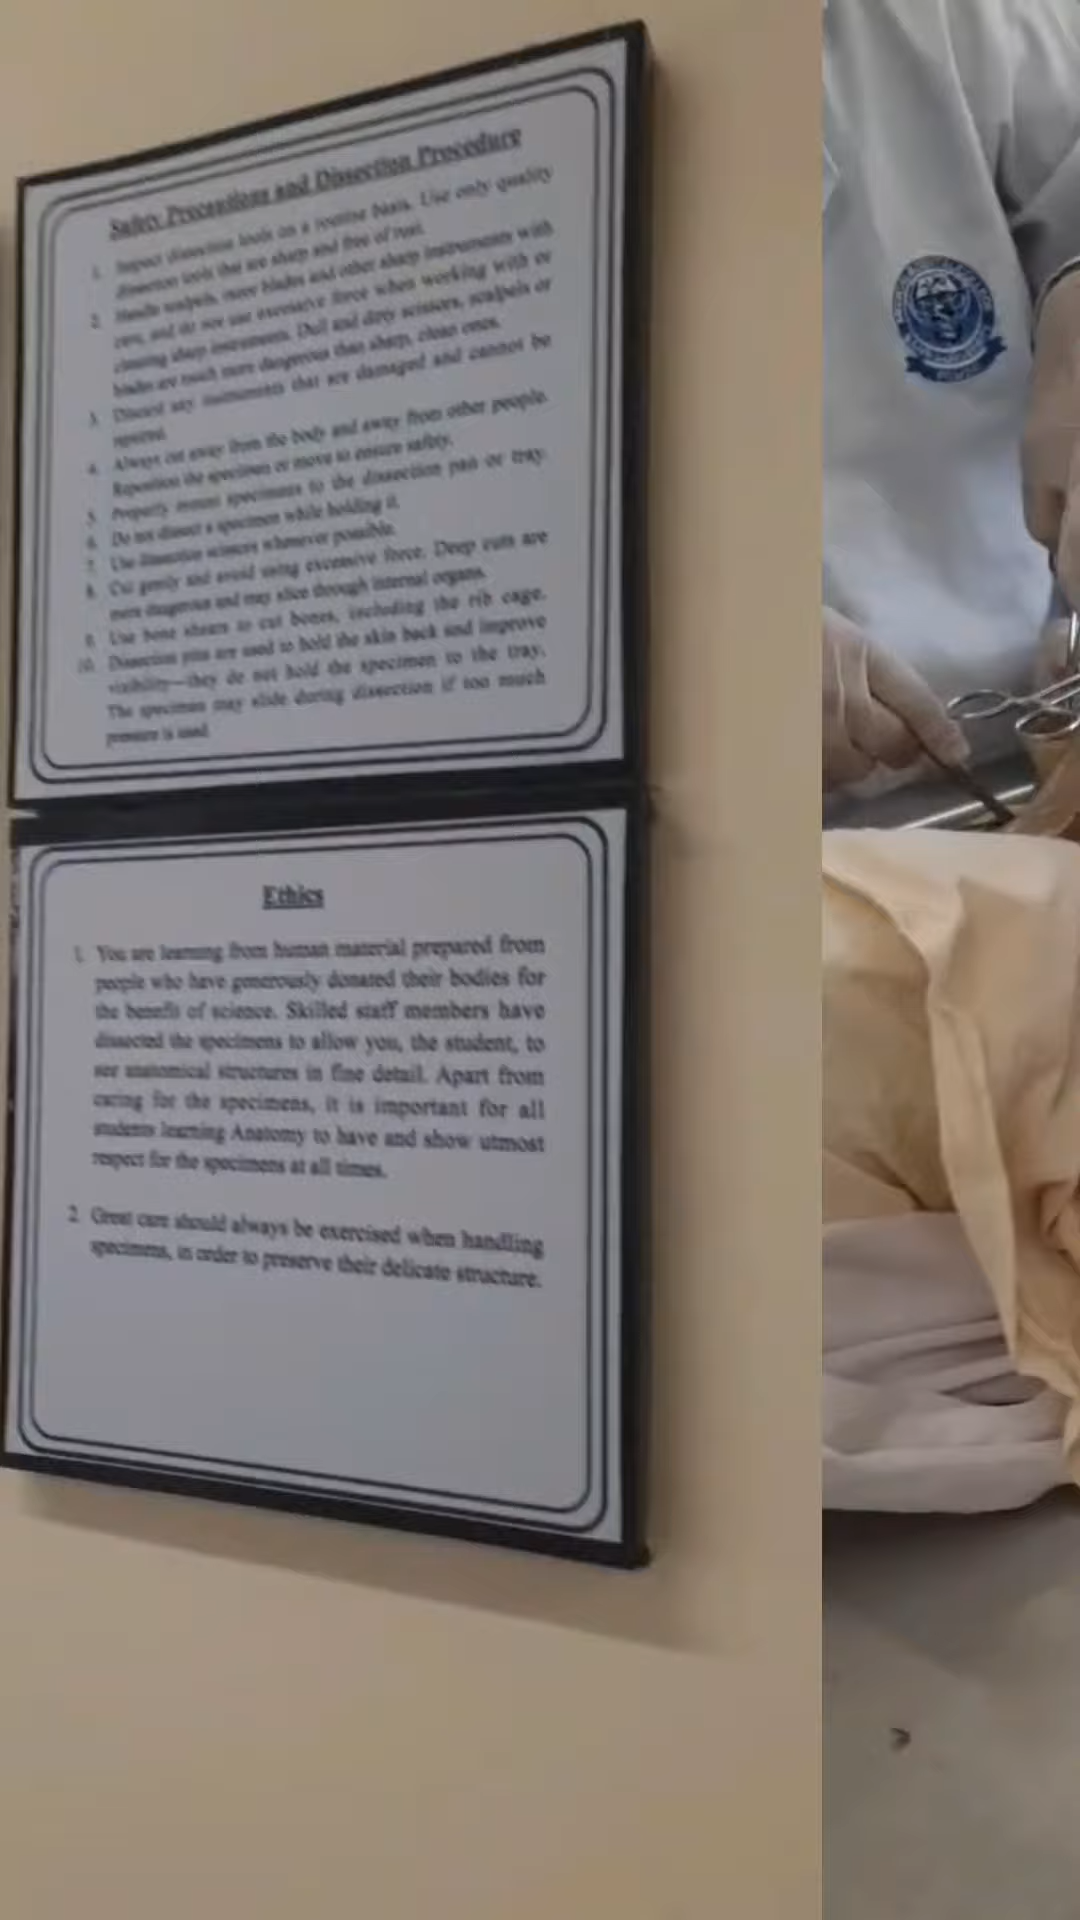 Safety Precautions and Dissection Procedure
1. Inspect dissection tools on a routine basis. Use only quality
dissection tools that are sharp and free of rust.
2. Handle scalpels, razor blades and other sharp instruments with
care, and do not use excessive force when working with or
cleaning sharp instruments. Dull and dirty scissors, scalpels or
blades are much more dangerous than sharp, clean ones.
3. Discard any instruments that are damaged and cannot be
repaired.
4. Always cut away from the body and away from other people.
Reposition the specimen or move to ensure safety.
5. Properly mount specimens to the dissection pan or tray.
6. Do not dissect a specimen while holding it.
7. Use dissection scissors whenever possible.
8. Cut gently and avoid using excessive force. Deep cuts are
more dangerous and may slice through internal organs.
9. Use bone shears to cut bones, including the rib cage.
10. Dissection pins are used to hold the skin back and improve
visibility—they do not hold the specimen to the tray.
The specimen may slide during dissection if too much
pressure is used.
Ethics
1. You are learning from human material prepared from
people who have generously donated their bodies for
the benefit of science. Skilled staff members have
dissected the specimens to allow you, the student, to
see anatomical structures in fine detail. Apart from
caring for the specimens, it is important for all
students learning Anatomy to have and show utmost
respect for the specimens at all times.
2. Great care should always be exercised when handling
specimens, in order to preserve their delicate structure.